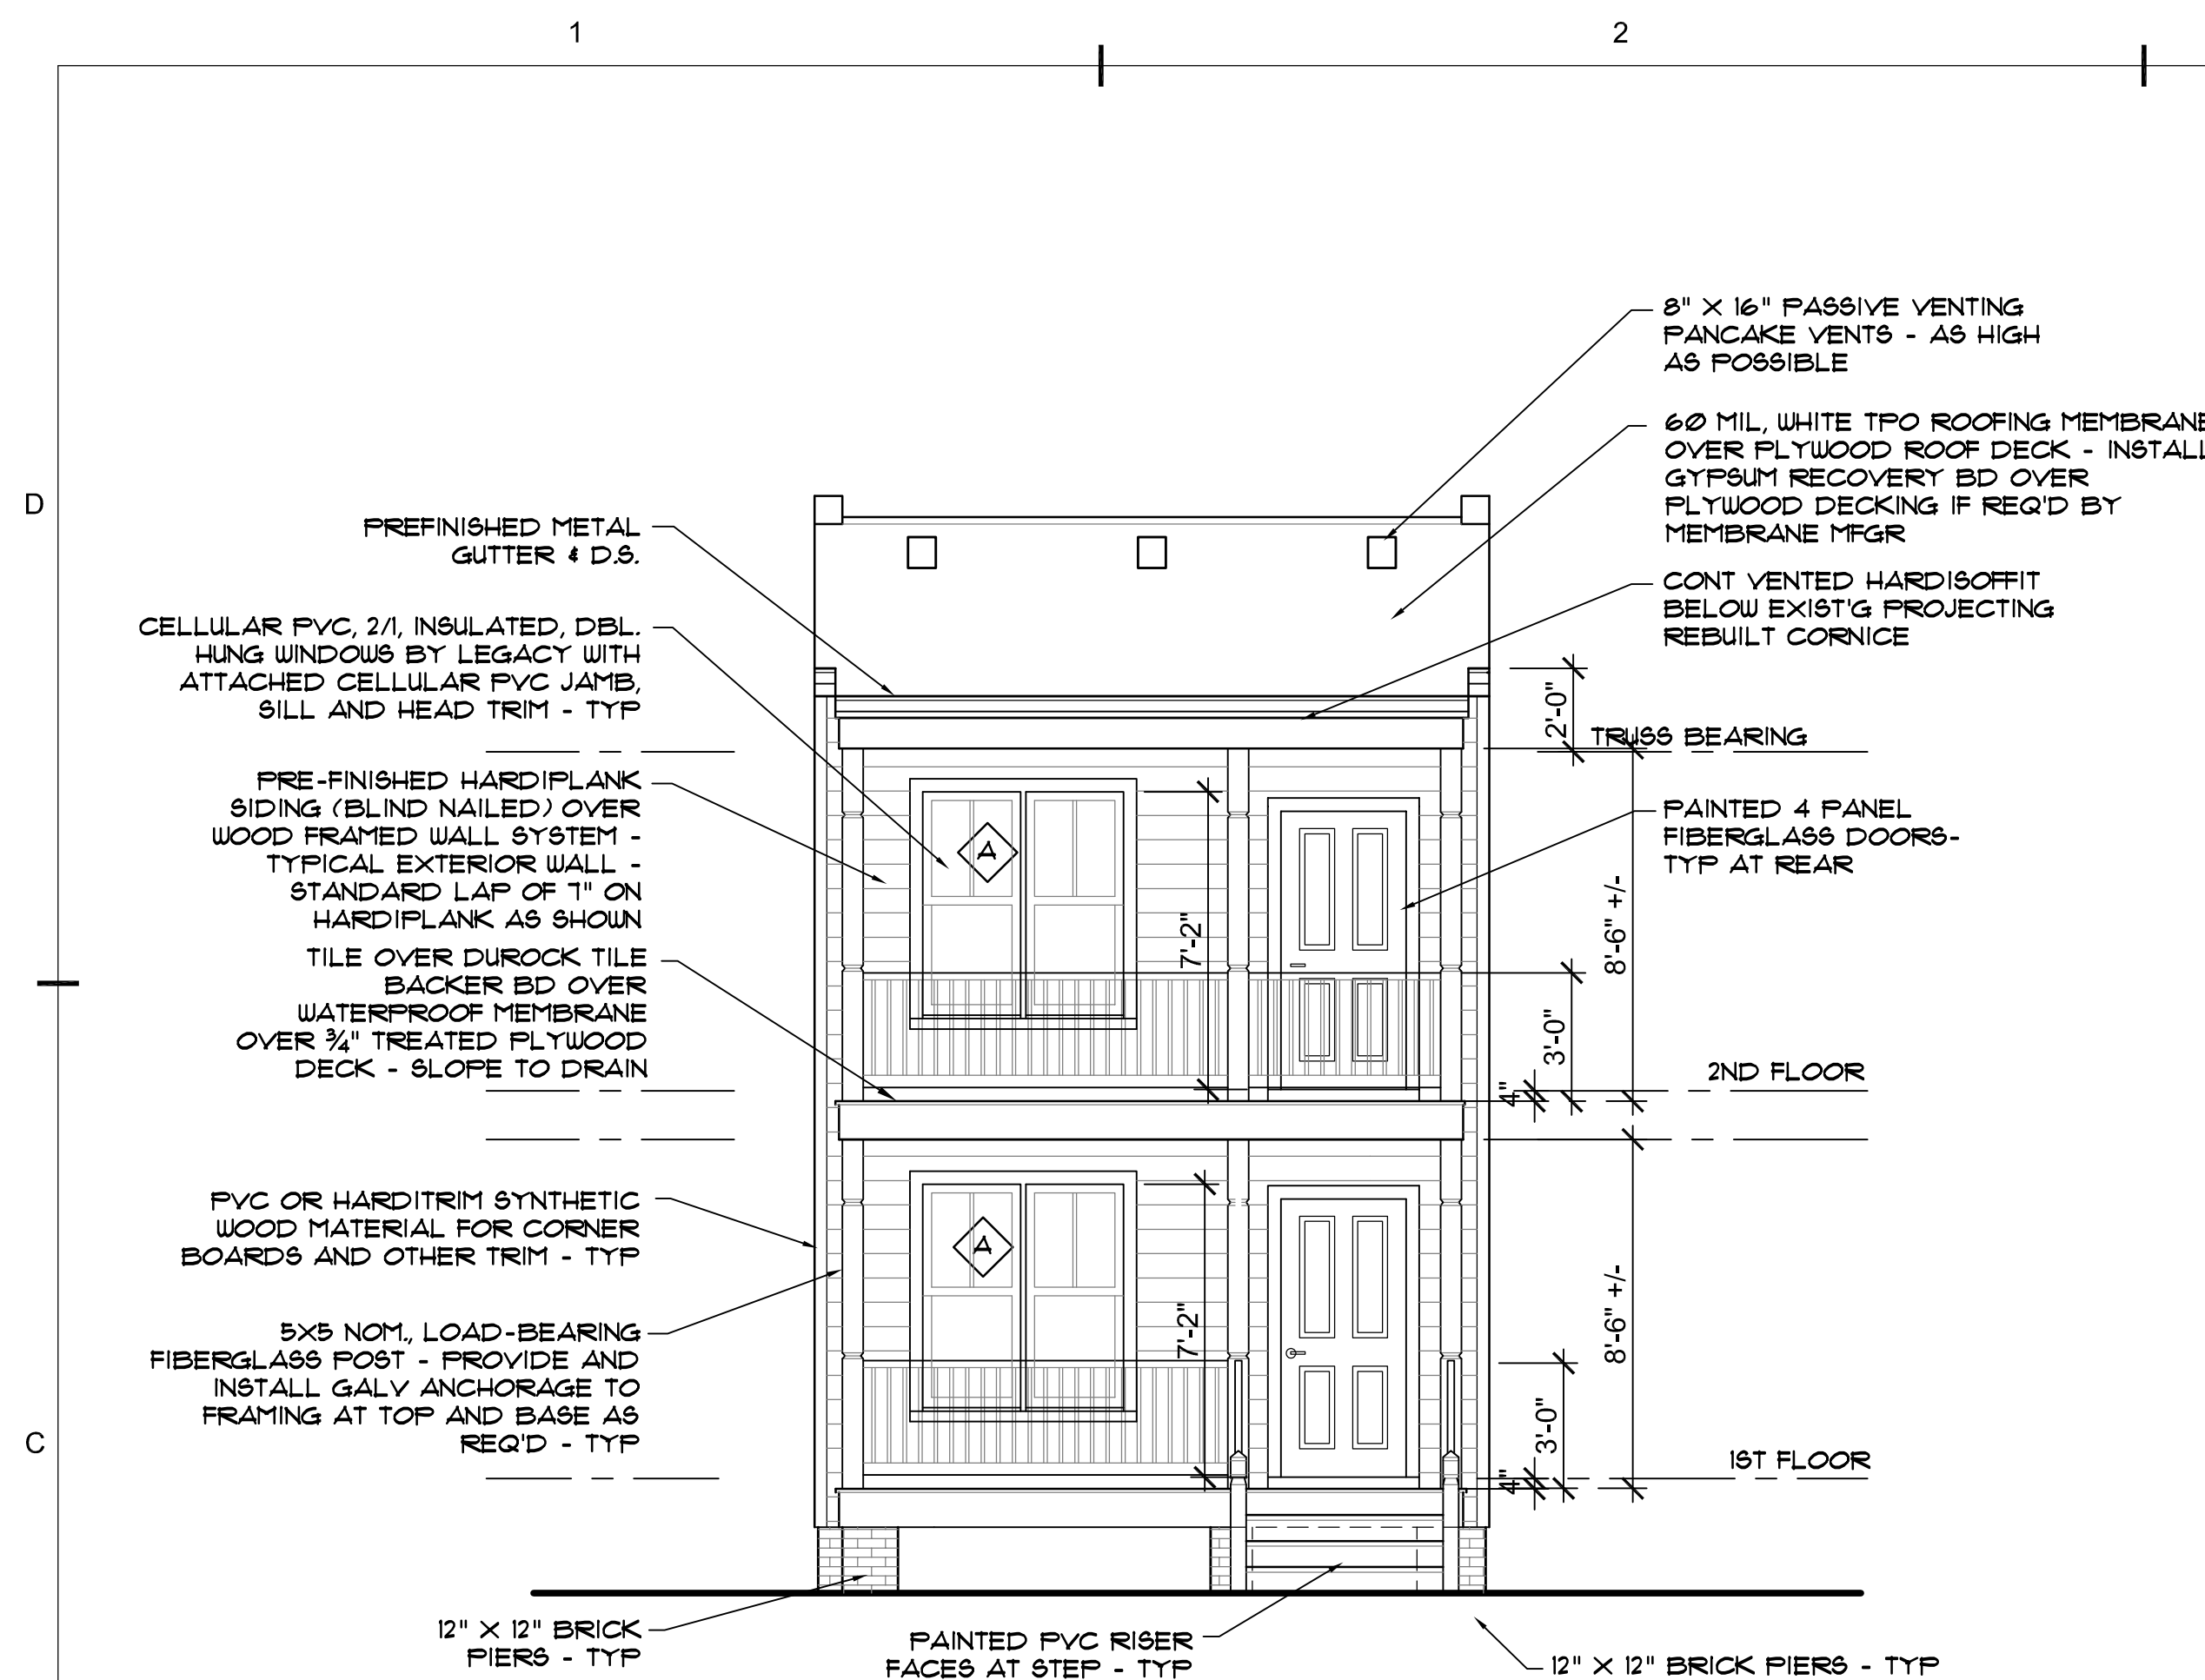 1
2
D
C
8" X 16" PASSIVE VENTING
PANCAKE VENTS - AS HIGH
AS POSSIBLE
60 MIL, WHITE TPO ROOFING MEMBRANE
OVER PLYWOOD ROOF DECK - INSTALL
GYPSUM RECOVERY BD OVER
PLYWOOD DECKING IF REQ'D BY
MEMBRANE MFGR
CONT VENTED HARDISOFFIT
BELOW EXIST'G PROJECTING
REBUILT CORNICE
PREFINISHED METAL
GUTTER & D.S.
CELLULAR PVC, 2/1, INSULATED, DBL.
HUNG WINDOWS BY LEGACY WITH
ATTACHED CELLULAR PVC JAMB,
SILL AND HEAD TRIM - TYP
PRE-FINISHED HARDIPLANK
SIDING (BLIND NAILED) OVER
WOOD FRAMED WALL SYSTEM -
TYPICAL EXTERIOR WALL -
STANDARD LAP OF 7" ON
HARDIPLANK AS SHOWN
TILE OVER DUROCK TILE
BACKER BD OVER
WATERPROOF MEMBRANE
OVER ¾" TREATED PLYWOOD
DECK - SLOPE TO DRAIN
PVC OR HARDITRIM SYNTHETIC
WOOD MATERIAL FOR CORNER
BOARDS AND OTHER TRIM - TYP
5X5 NOM., LOAD-BEARING
FIBERGLASS POST - PROVIDE AND
INSTALL GALV ANCHORAGE TO
FRAMING AT TOP AND BASE AS
REQ'D - TYP
12" X 12" BRICK
PIERS - TYP
PAINTED PVC RISER
FACES AT STEP - TYP
12" X 12" BRICK PIERS - TYP
2'-0"
TRUSS BEARING
PAINTED 4 PANEL
FIBERGLASS DOORS-
TYP AT REAR
A
7'-2"
8'-6" +/-
3'-0"
4"
2ND FLOOR
A
7'-2"
8'-6" +/-
3'-0"
4"
1ST FLOOR